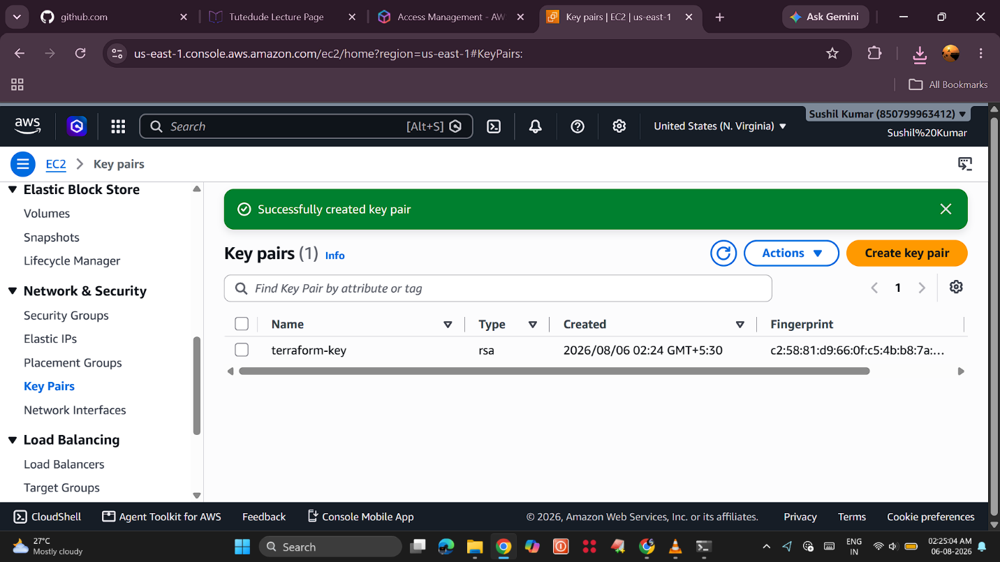 github.com
Tutedude Lecture Page
Access Management - AW
Key pairs | EC2 | us-east-1
Ask Gemini
us-east-1.console.aws.amazon.com/ec2/home?region=us-east-1#KeyPairs:
All Bookmarks
aws
Search [Alt+S]
United States (N. Virginia)
Sushil Kumar (850799963412)
Sushil%20Kumar
EC2
Key pairs
Elastic Block Store
Volumes
Snapshots
Lifecycle Manager
Network & Security
Security Groups
Elastic IPs
Placement Groups
Key Pairs
Network Interfaces
Load Balancing
Load Balancers
Target Groups
Successfully created key pair
Key pairs (1) Info
Actions
Create key pair
Find Key Pair by attribute or tag
1
Name Type Created Fingerprint
terraform-key rsa 2026/08/06 02:24 GMT+5:30 c2:58:81:d9:66:0f:c5:4b:b8:7a:...
CloudShell Agent Toolkit for AWS Feedback Console Mobile App © 2026, Amazon Web Services, Inc. or its affiliates. Privacy Terms Cookie preferences
27°C
Mostly cloudy
Search
ENG
IN
02:25:04 AM
06-08-2026